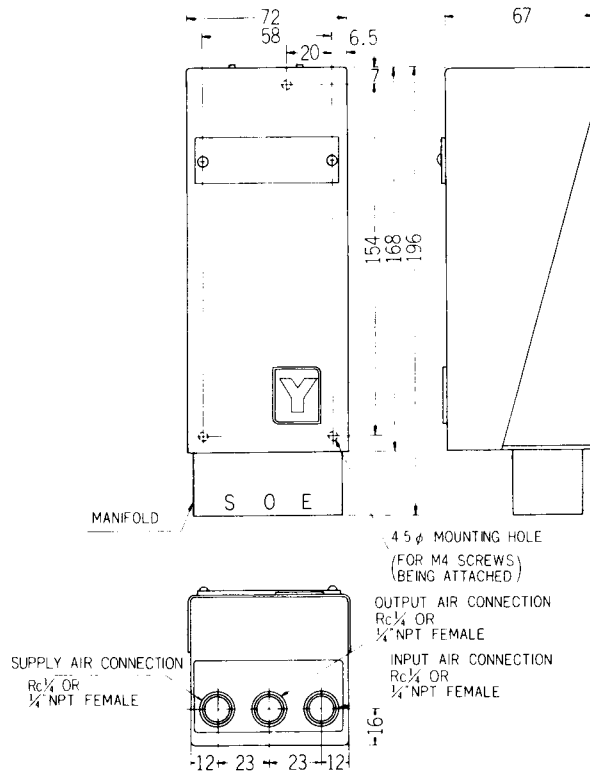 72
67
58
20
6.5
7
154
168
196
Y
S O E
MANIFOLD
4.5 φ MOUNTING HOLE
(FOR M4 SCREWS
BEING ATTACHED)
OUTPUT AIR CONNECTION
Rc¼ OR
¼" NPT FEMALE
SUPPLY AIR CONNECTION
Rc¼ OR
¼" NPT FEMALE
INPUT AIR CONNECTION
Rc¼ OR
¼" NPT FEMALE
16
12
23
23
12